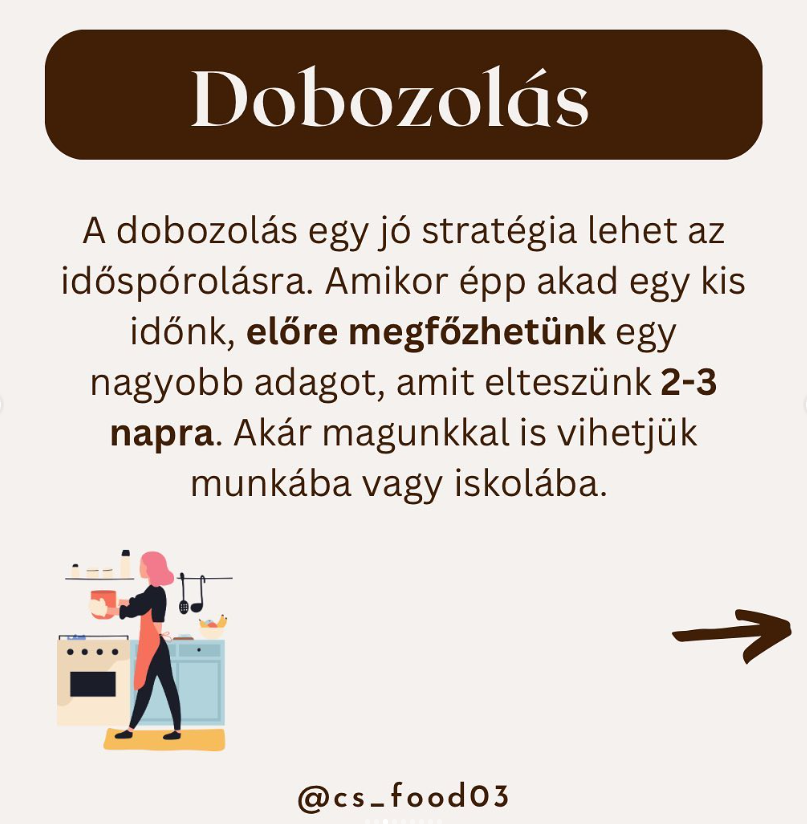 Dobozolás
A dobozolás egy jó stratégia lehet az
időspórolásra. Amikor épp akad egy kis
időnk, előre megfőzhetünk egy
nagyobb adagot, amit elteszünk 2-3
napra. Akár magunkkal is vihetjük
munkába vagy iskolába.
@cs_food03